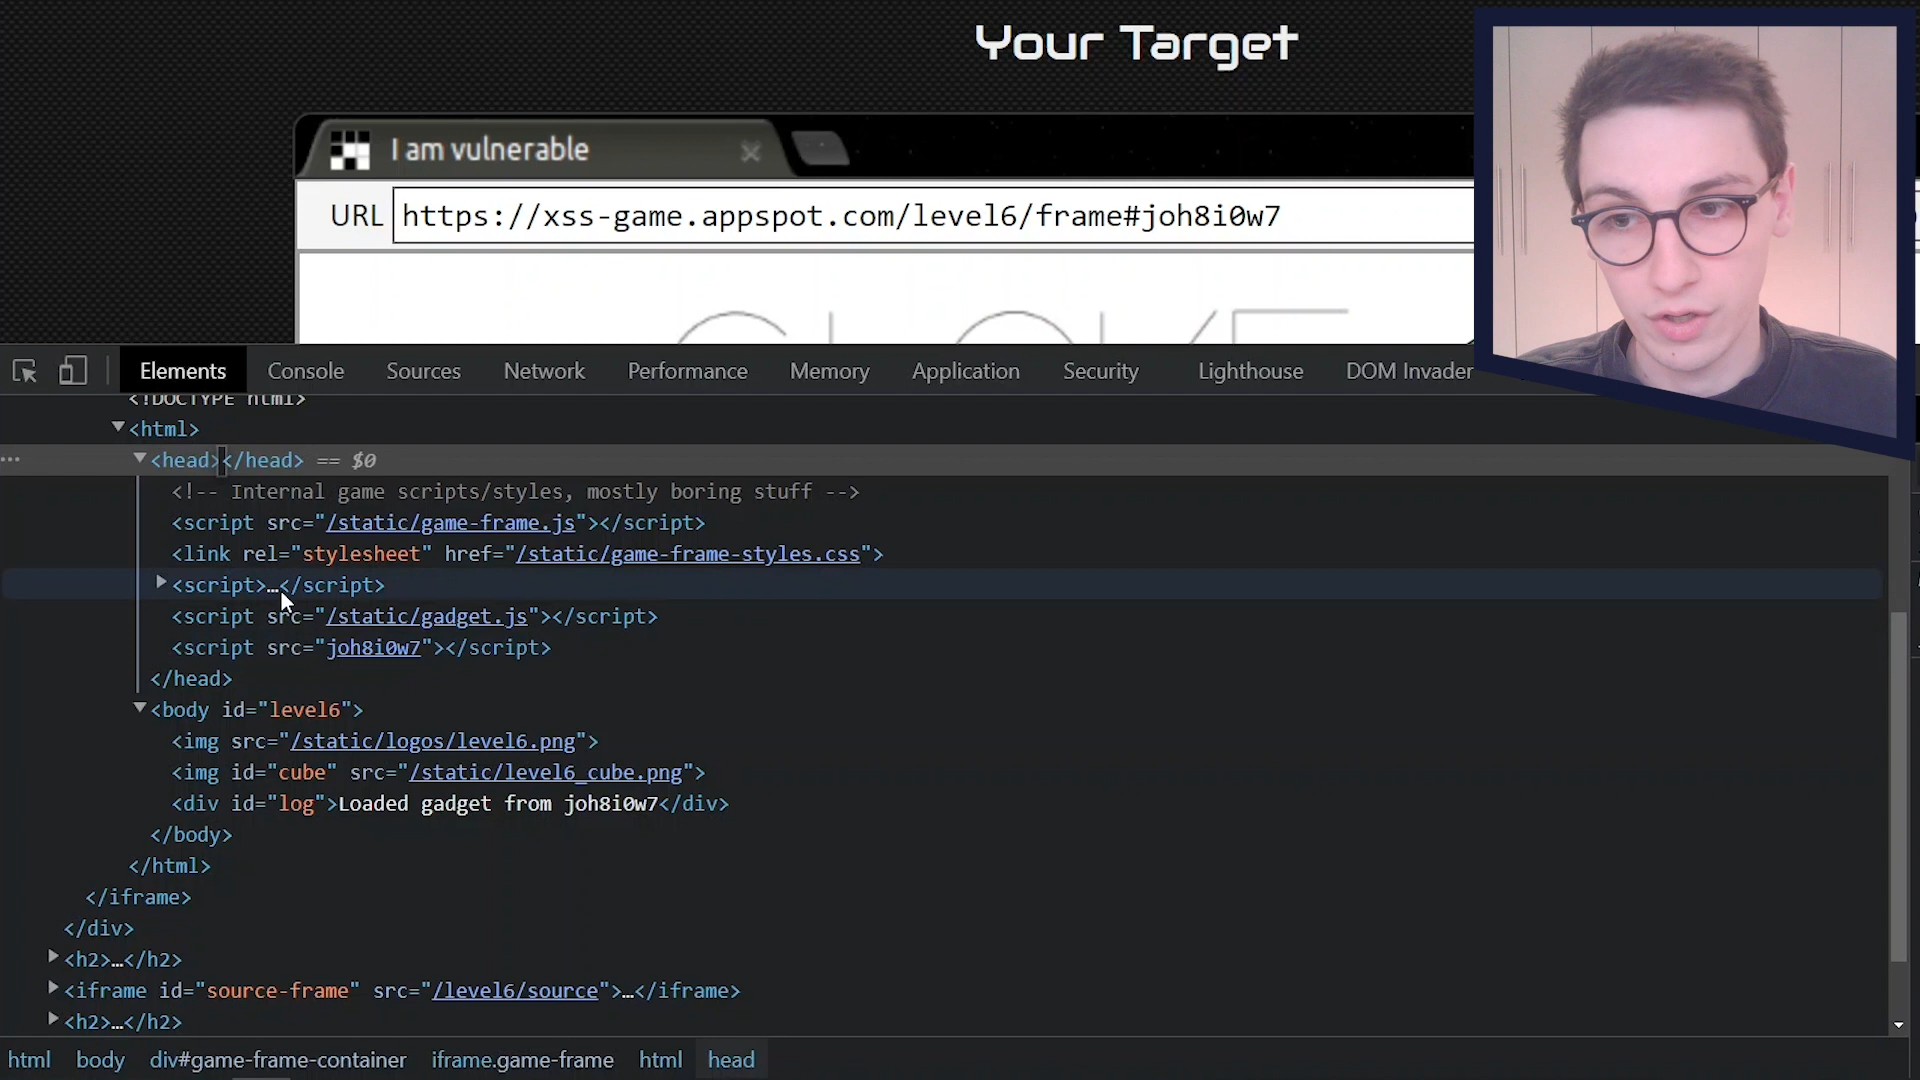 Your Target
I am vulnerable
URL https://xss-game.appspot.com/level6/frame#joh8i0w7
Elements Console Sources Network Performance Memory Application Security Lighthouse DOM Invader
<!DOCTYPE html>
<html>
<head></head> == $0
<!-- Internal game scripts/styles, mostly boring stuff -->
<script src="/static/game-frame.js"></script>
<link rel="stylesheet" href="/static/game-frame-styles.css">
<script>…</script>
<script src="/static/gadget.js"></script>
<script src="joh8i0w7"></script>
</head>
<body id="level6">
<img src="/static/logos/level6.png">
<img id="cube" src="/static/level6_cube.png">
<div id="log">Loaded gadget from joh8i0w7</div>
</body>
</html>
</iframe>
</div>
<h2>…</h2>
<iframe id="source-frame" src="/level6/source">…</iframe>
<h2>…</h2>
html body div#game-frame-container iframe.game-frame html head